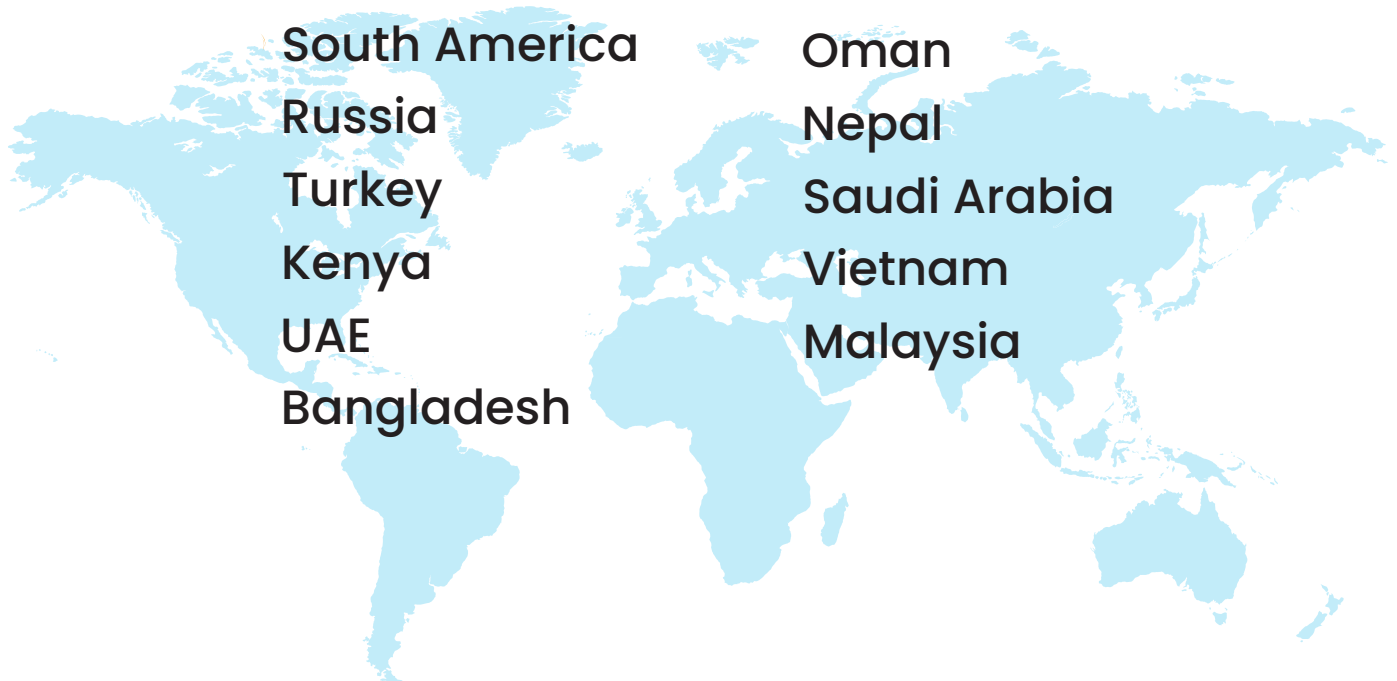 South America
Russia
Turkey
Kenya
UAE
Bangladesh
Oman
Nepal
Saudi Arabia
Vietnam
Malaysia